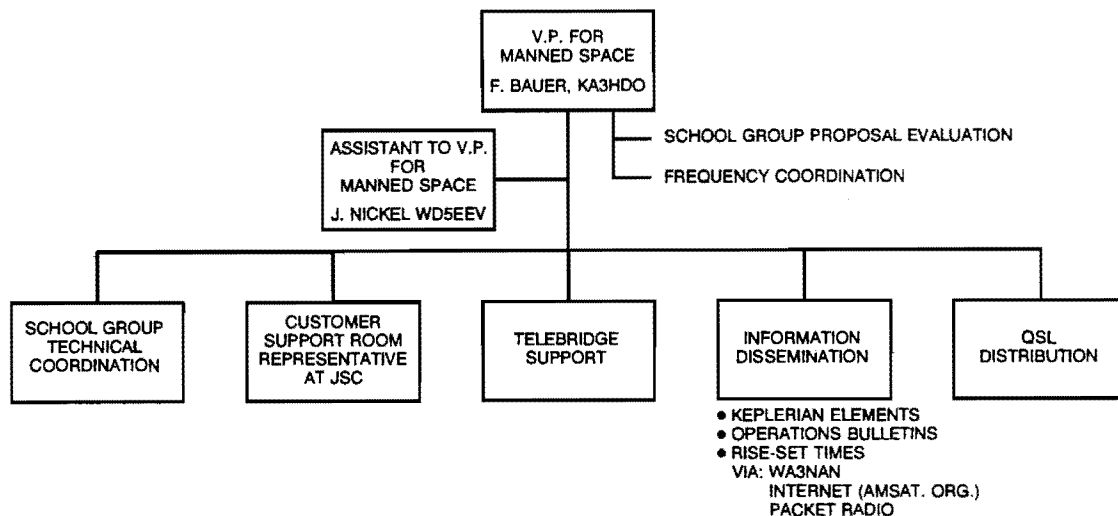 V.P. FOR
MANNED SPACE
F. BAUER, KA3HDO
SCHOOL GROUP PROPOSAL EVALUATION
FREQUENCY COORDINATION
ASSISTANT TO V.P.
FOR
MANNED SPACE
J. NICKEL WD5EEV
SCHOOL GROUP
TECHNICAL
COORDINATION
CUSTOMER
SUPPORT ROOM
REPRESENTATIVE
AT JSC
TELEBRIDGE
SUPPORT
INFORMATION
DISSEMINATION
QSL
DISTRIBUTION
● KEPLERIAN ELEMENTS
● OPERATIONS BULLETINS
● RISE-SET TIMES
VIA: WA3NAN
INTERNET (AMSAT. ORG.)
PACKET RADIO